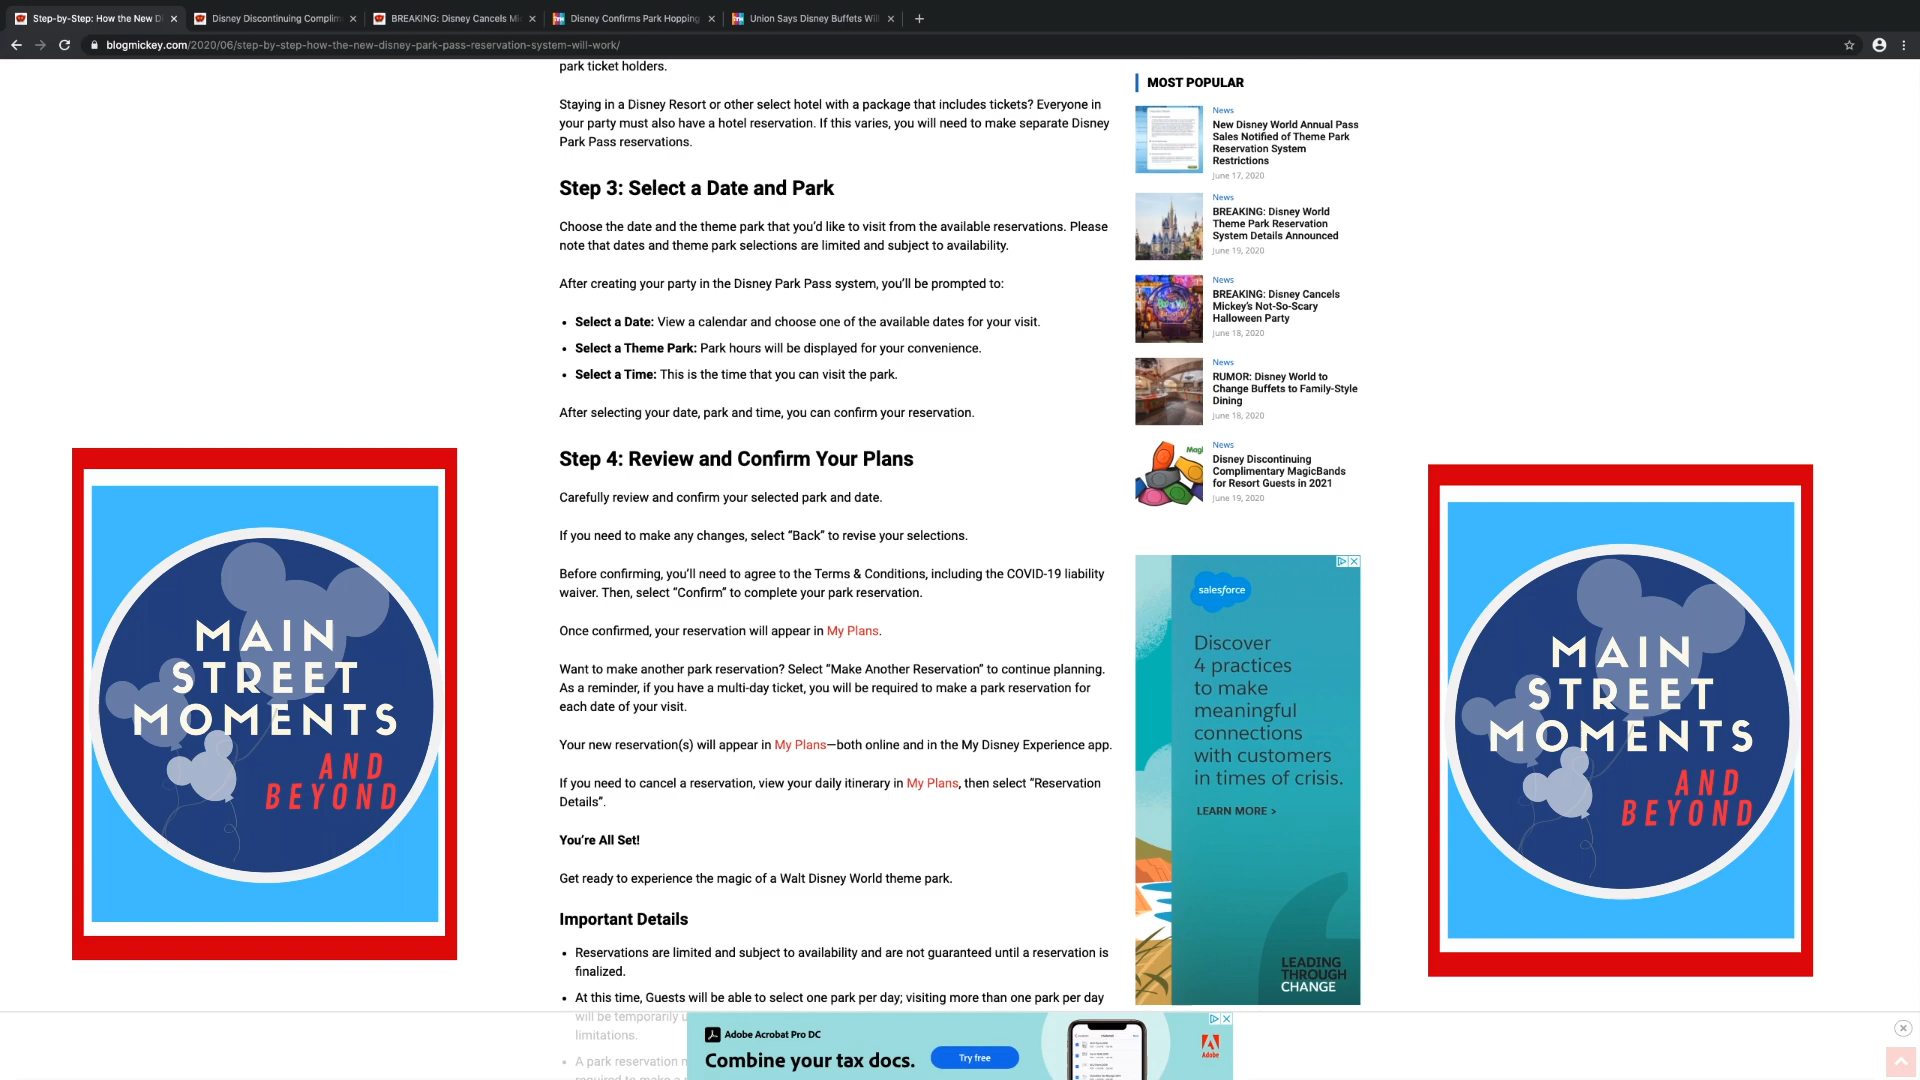 Step-by-Step: How the New D
Disney Discontinuing Complim
BREAKING: Disney Cancels Mi
Disney Confirms Park Hopping
Union Says Disney Buffets Will
blogmickey.com/2020/06/step-by-step-how-the-new-disney-park-pass-reservation-system-will-work/
park ticket holders.
Staying in a Disney Resort or other select hotel with a package that includes tickets? Everyone in
your party must also have a hotel reservation. If this varies, you will need to make separate Disney
Park Pass reservations.
Step 3: Select a Date and Park
Choose the date and the theme park that you’d like to visit from the available reservations. Please
note that dates and theme park selections are limited and subject to availability.
After creating your party in the Disney Park Pass system, you’ll be prompted to:
• Select a Date: View a calendar and choose one of the available dates for your visit.
• Select a Theme Park: Park hours will be displayed for your convenience.
• Select a Time: This is the time that you can visit the park.
After selecting your date, park and time, you can confirm your reservation.
Step 4: Review and Confirm Your Plans
Carefully review and confirm your selected park and date.
If you need to make any changes, select “Back” to revise your selections.
Before confirming, you’ll need to agree to the Terms & Conditions, including the COVID-19 liability
waiver. Then, select “Confirm” to complete your park reservation.
Once confirmed, your reservation will appear in My Plans.
Want to make another park reservation? Select “Make Another Reservation” to continue planning.
As a reminder, if you have a multi-day ticket, you will be required to make a park reservation for
each date of your visit.
Your new reservation(s) will appear in My Plans—both online and in the My Disney Experience app.
If you need to cancel a reservation, view your daily itinerary in My Plans, then select “Reservation
Details”.
You’re All Set!
Get ready to experience the magic of a Walt Disney World theme park.
Important Details
• Reservations are limited and subject to availability and are not guaranteed until a reservation is
finalized.
• At this time, Guests will be able to select one park per day; visiting more than one park per day
will be temporarily u
limitations.
• A park reservation
MOST POPULAR
News
New Disney World Annual Pass
Sales Notified of Theme Park
Reservation System
Restrictions
June 17, 2020
News
BREAKING: Disney World
Theme Park Reservation
System Details Announced
June 19, 2020
News
BREAKING: Disney Cancels
Mickey’s Not-So-Scary
Halloween Party
June 18, 2020
News
RUMOR: Disney World to
Change Buffets to Family-Style
Dining
June 18, 2020
Magi
News
Disney Discontinuing
Complimentary MagicBands
for Resort Guests in 2021
June 19, 2020
salesforce
Discover
4 practices
to make
meaningful
connections
with customers
in times of crisis.
LEARN MORE >
LEADING
THROUGH
CHANGE
Adobe Acrobat Pro DC
Combine your tax docs.
Try free
Adobe
MAIN
STREET
MOMENTS
AND
BEYOND
MAIN
STREET
MOMENTS
AND
BEYOND